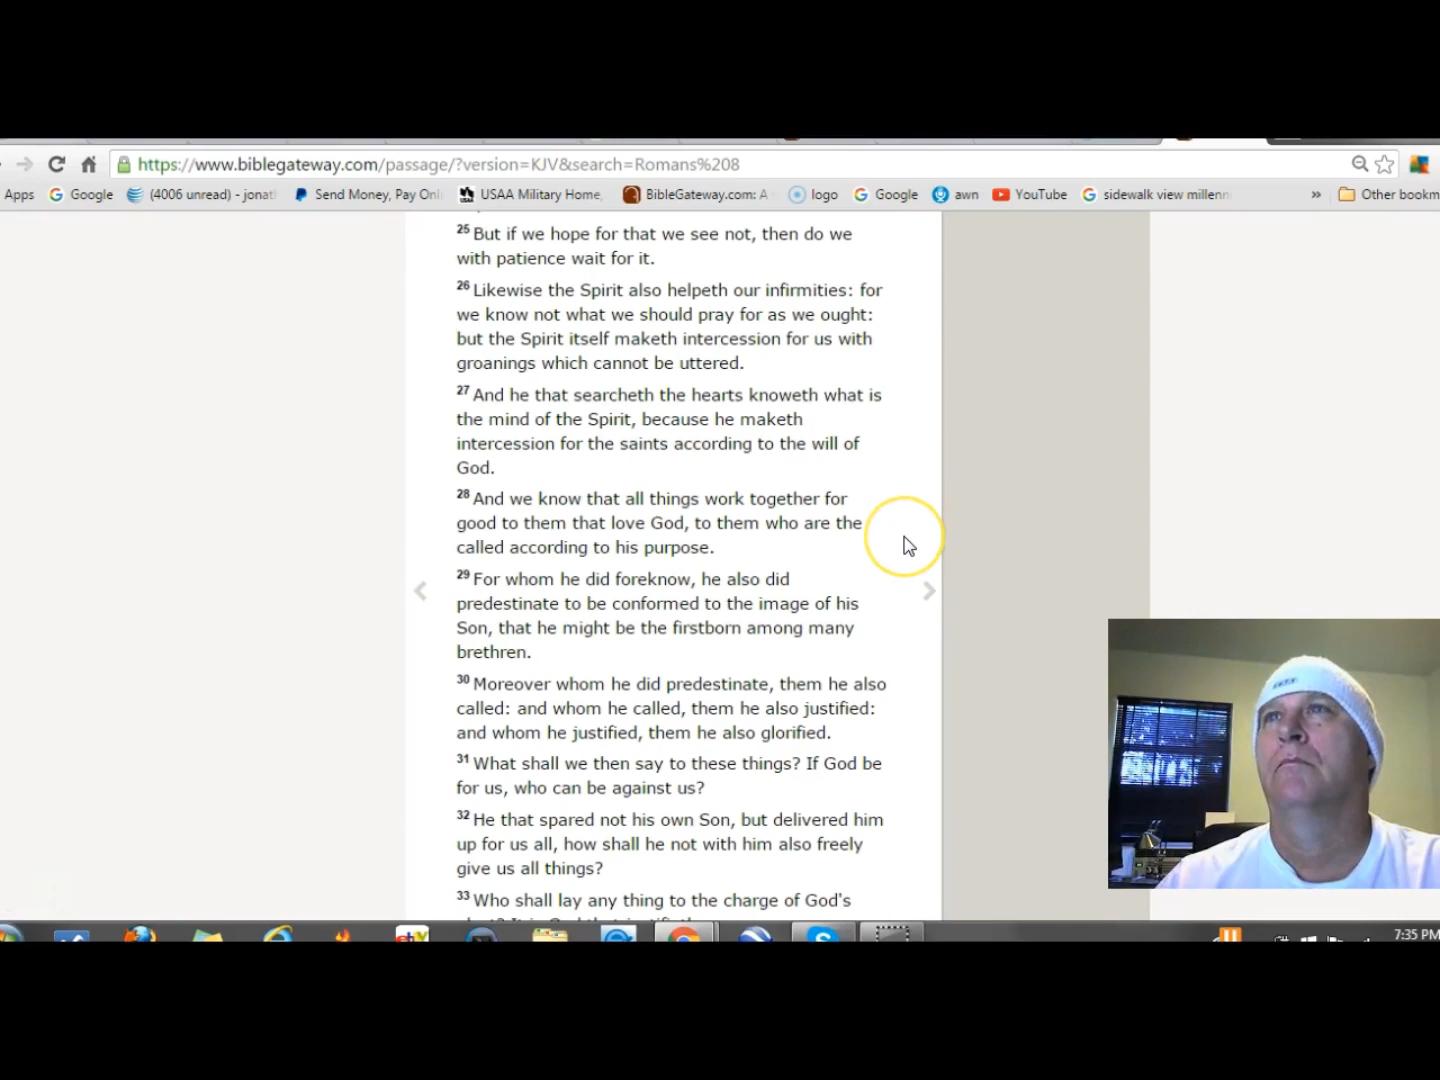 https://www.biblegateway.com/passage/?version=KJV&search=Romans%208
Apps Google (4006 unread) - jonat Send Money, Pay Onli USAA Military Home, BibleGateway.com: A logo Google awn YouTube sidewalk view millenn » Other bookm
25 But if we hope for that we see not, then do we
with patience wait for it.
26 Likewise the Spirit also helpeth our infirmities: for
we know not what we should pray for as we ought:
but the Spirit itself maketh intercession for us with
groanings which cannot be uttered.
27 And he that searcheth the hearts knoweth what is
the mind of the Spirit, because he maketh
intercession for the saints according to the will of
God.
28 And we know that all things work together for
good to them that love God, to them who are the
called according to his purpose.
29 For whom he did foreknow, he also did
predestinate to be conformed to the image of his
Son, that he might be the firstborn among many
brethren.
30 Moreover whom he did predestinate, them he also
called: and whom he called, them he also justified:
and whom he justified, them he also glorified.
31 What shall we then say to these things? If God be
for us, who can be against us?
32 He that spared not his own Son, but delivered him
up for us all, how shall he not with him also freely
give us all things?
33 Who shall lay any thing to the charge of God's
7:35 PM